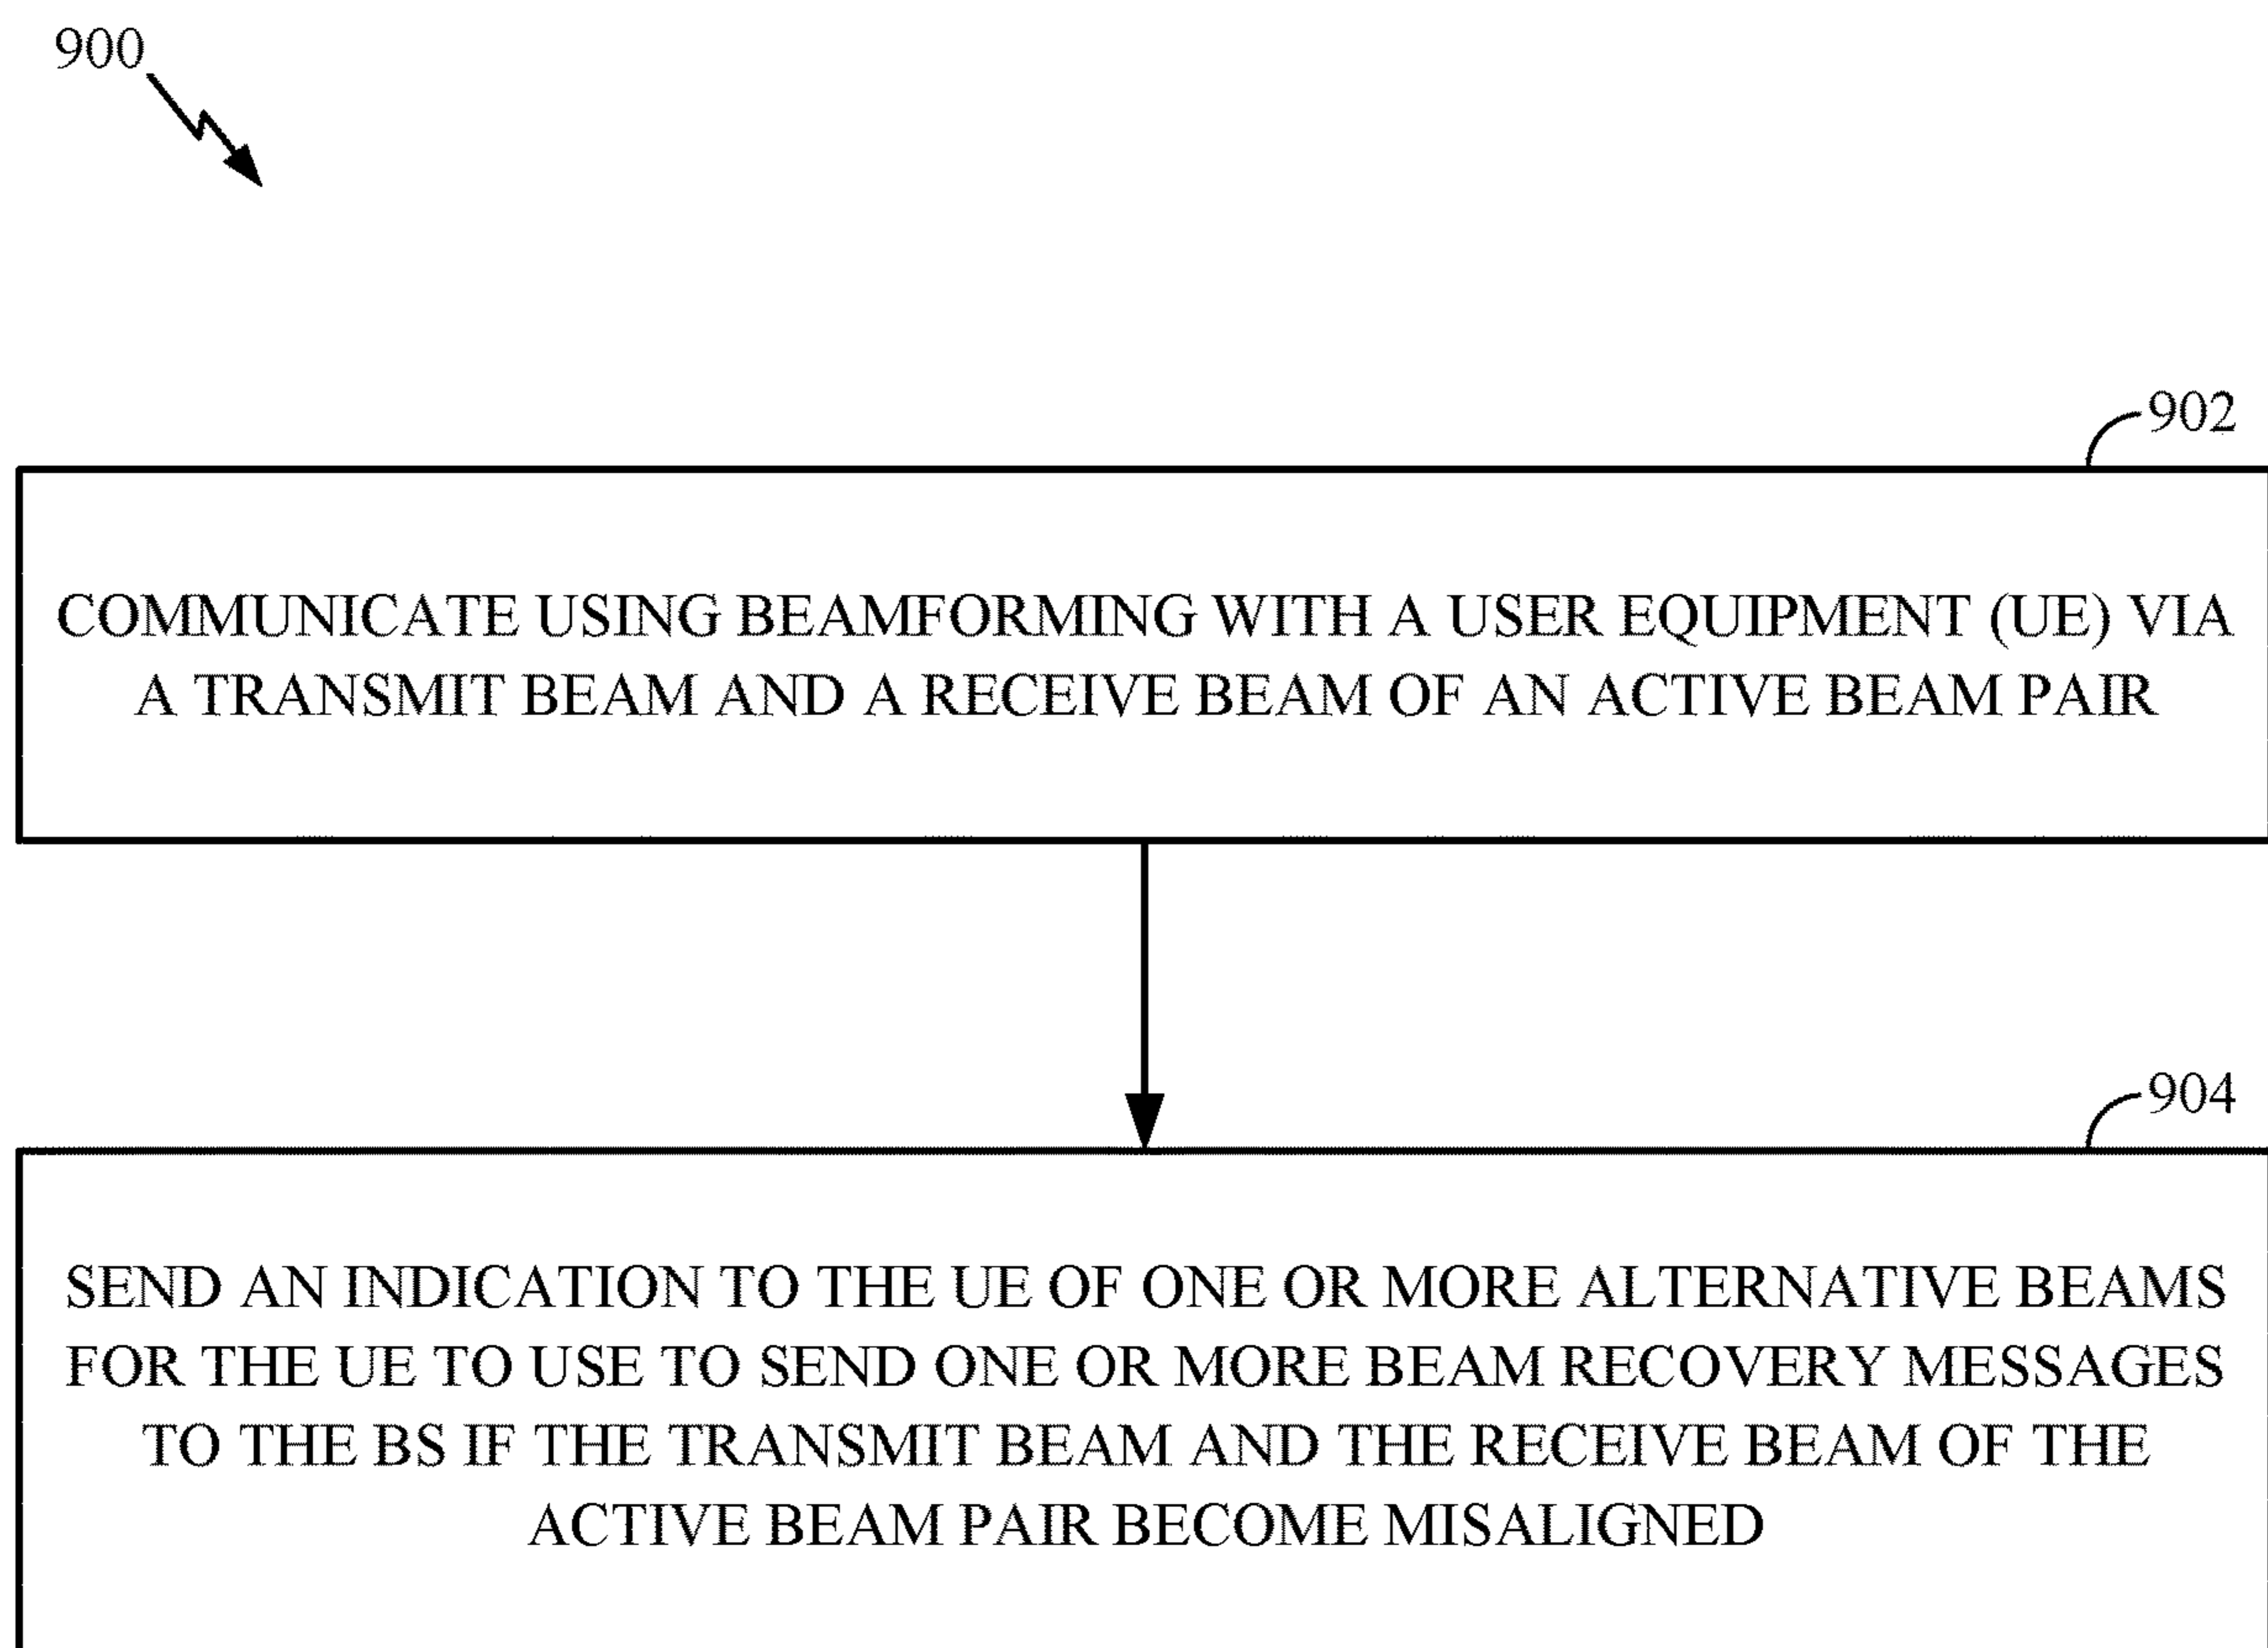 900
902
COMMUNICATE USING BEAMFORMING WITH A USER EQUIPMENT (UE) VIA
A TRANSMIT BEAM AND A RECEIVE BEAM OF AN ACTIVE BEAM PAIR
904
SEND AN INDICATION TO THE UE OF ONE OR MORE ALTERNATIVE BEAMS
FOR THE UE TO USE TO SEND ONE OR MORE BEAM RECOVERY MESSAGES
TO THE BS IF THE TRANSMIT BEAM AND THE RECEIVE BEAM OF THE
ACTIVE BEAM PAIR BECOME MISALIGNED